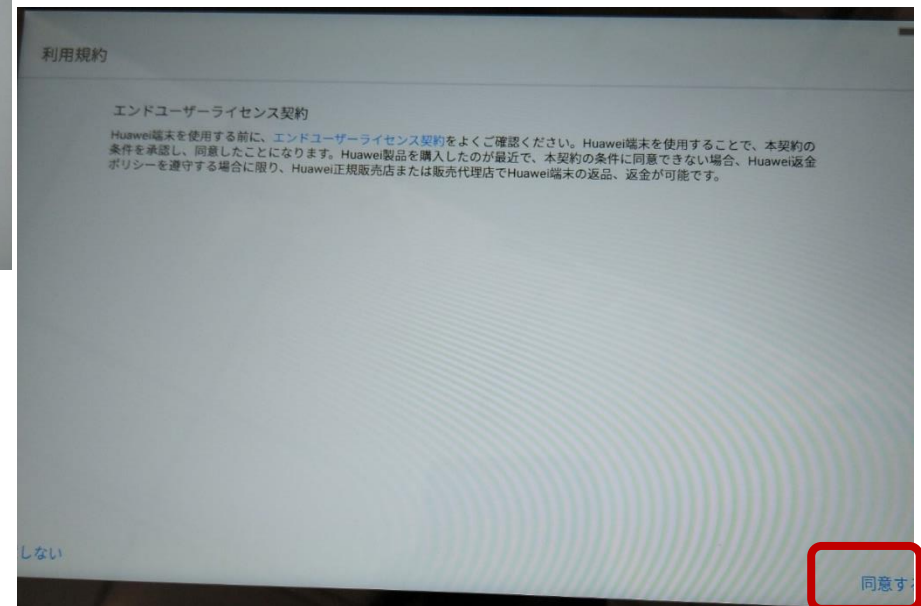 利用規約
エンドユーザーライセンス契約
Huawei端末を使用する前に、エンドユーザーライセンス契約をよくご確認ください。Huawei端末を使用することで、本契約の
条件を承認し、同意したことになります。Huawei製品を購入したのが最近で、本契約の条件に同意できない場合、Huawei返金
ポリシーを遵守する場合に限り、Huawei正規販売店または販売代理店でHuawei端末の返品、返金が可能です。
しない
同意す